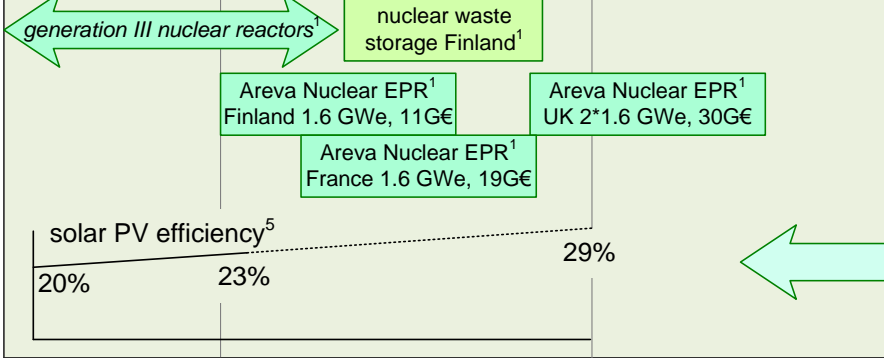 generation III nuclear reactors¹
nuclear waste
storage Finland¹
Areva Nuclear EPR¹
Finland 1.6 GWe, 11G€
Areva Nuclear EPR¹
UK 2*1.6 GWe, 30G€
Areva Nuclear EPR¹
France 1.6 GWe, 19G€
solar PV efficiency⁵
20%
23%
29%